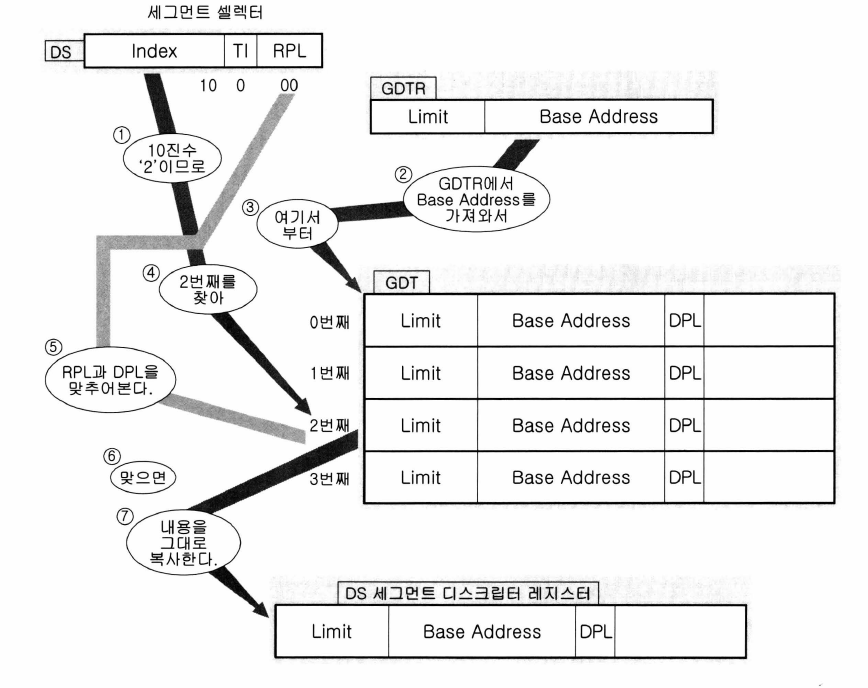 세그먼트 셀렉터
DS Index TI RPL
10 0 00
GDTR
Limit Base Address
① 10진수
'2'이므로
② GDTR에서
Base Address를
가져와서
③ 여기서
부터
④ 2번째를
찾아
GDT
0번째 Limit Base Address DPL
⑤ RPL과 DPL을
맞추어본다.
1번째 Limit Base Address DPL
2번째 Limit Base Address DPL
3번째 Limit Base Address DPL
⑥ 맞으면
⑦ 내용을
그대로
복사한다.
DS 세그먼트 디스크립터 레지스터
Limit Base Address DPL